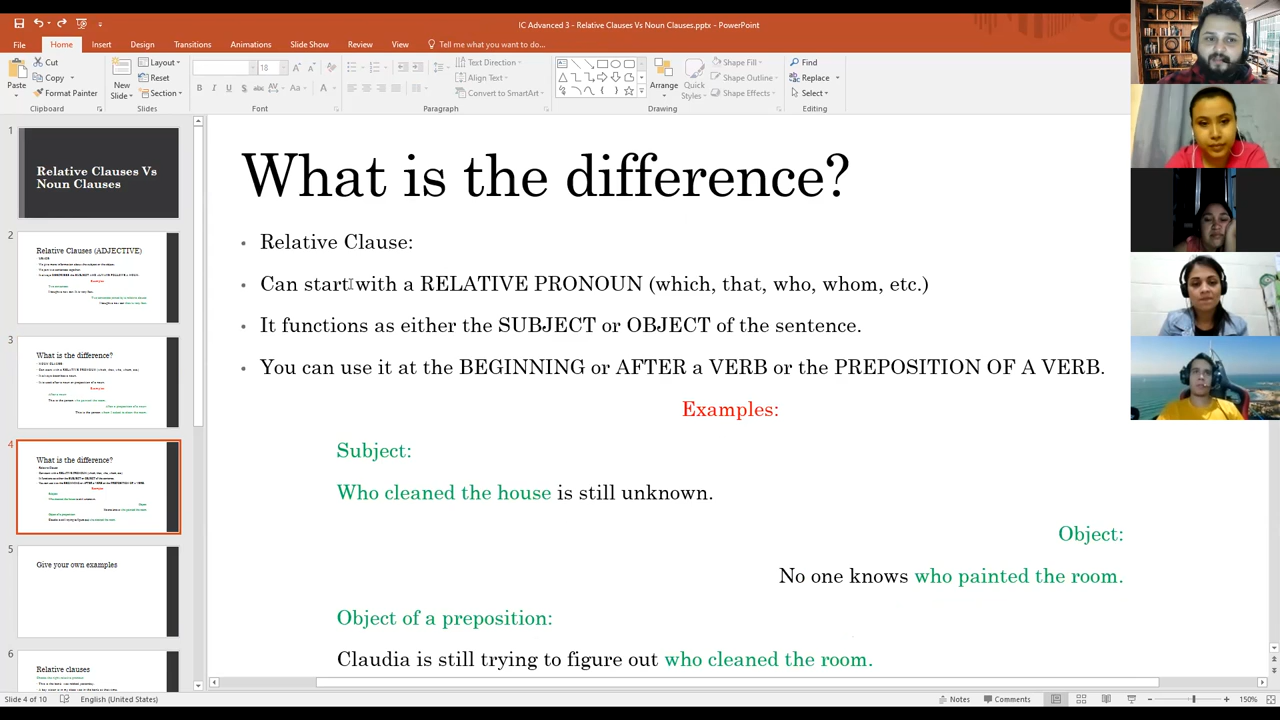 IC Advanced 3 - Relative Clauses Vs Noun Clauses.pptx - PowerPoint
File Home Insert Design Transitions Animations Slide Show Review View Tell me what you want to do...
Paste
Cut
Copy
Format Painter
Clipboard
New
Slide
Layout
Reset
Section
Slides
18
Font
Paragraph
Text Direction
Align Text
Convert to SmartArt
Arrange
Quick
Styles
Shape Fill
Shape Outline
Shape Effects
Drawing
Find
Replace
Select
Editing
1
Relative Clauses Vs
Noun Clauses
2
Relative Clauses (ADJECTIVE)
3
What is the difference?
4
What is the difference?
5
Give your own examples
6
Relative clauses
What is the difference?
• Relative Clause:
• Can start with a RELATIVE PRONOUN (which, that, who, whom, etc.)
• It functions as either the SUBJECT or OBJECT of the sentence.
• You can use it at the BEGINNING or AFTER a VERB or the PREPOSITION OF A VERB.
Examples:
Subject:
Who cleaned the house is still unknown.
Object:
No one knows who painted the room.
Object of a preposition:
Claudia is still trying to figure out who cleaned the room.
Slide 4 of 10 English (United States) Notes Comments 150%